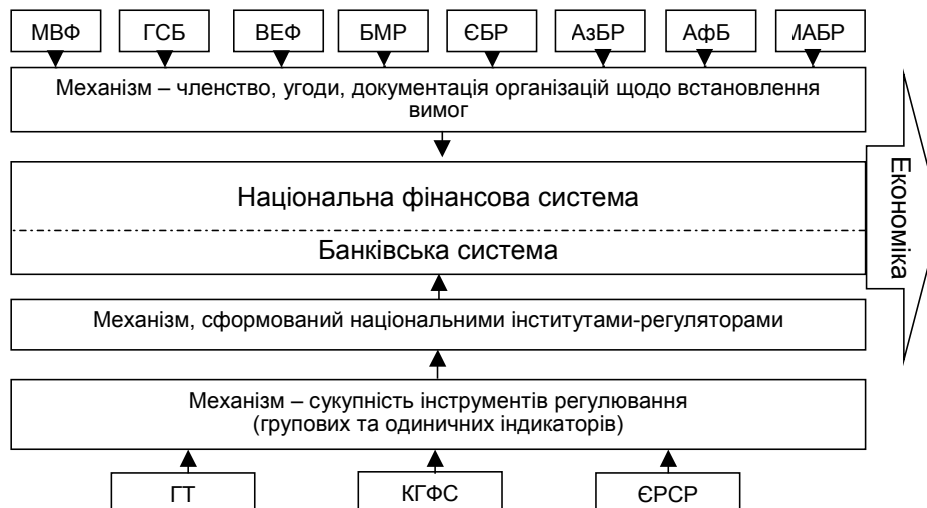 МВФ ГСБ ВЕФ БМР ЄБР АзБР АфБ МАБР
Механізм – членство, угоди, документація організацій щодо встановлення
вимог
Національна фінансова система
Банківська система
Економіка
Механізм, сформований національними інститутами-регуляторами
Механізм – сукупність інструментів регулювання
(групових та одиничних індикаторів)
ГТ КГФС ЄРСР